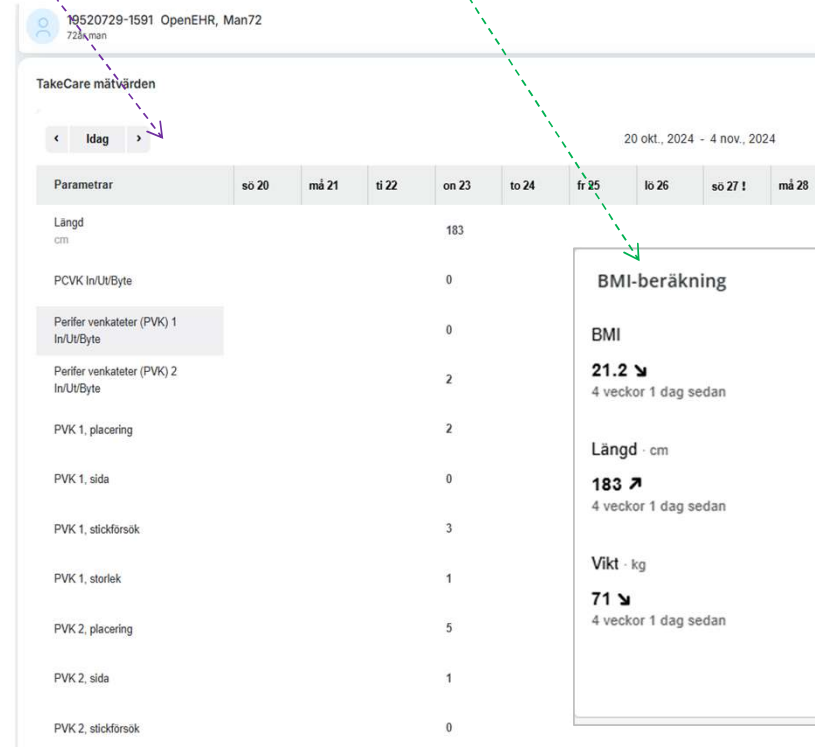 19520729-1591 OpenEHR, Man72
72år man
TakeCare mätvärden
‹ Idag ›
20 okt., 2024 - 4 nov., 2024
Parametrar sö 20 må 21 ti 22 on 23 to 24 fr 25 lö 26 sö 27 ! må 28
Längd 183
cm
PCVK In/Ut/Byte 0
Perifer venkateter (PVK) 1
In/Ut/Byte 0
Perifer venkateter (PVK) 2
In/Ut/Byte 2
PVK 1, placering 2
PVK 1, sida 0
PVK 1, stickförsök 3
PVK 1, storlek 1
PVK 2, placering 5
PVK 2, sida 1
PVK 2, stickförsök 0
BMI-beräkning
BMI
21.2 ↘
4 veckor 1 dag sedan
Längd · cm
183 ↗
4 veckor 1 dag sedan
Vikt · kg
71 ↘
4 veckor 1 dag sedan